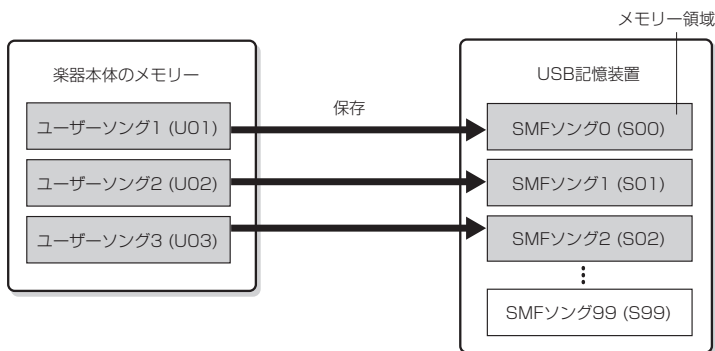 メモリー領域
楽器本体のメモリー
USB記憶装置
保存
ユーザーソング1 (U01)
SMFソング0 (S00)
ユーザーソング2 (U02)
SMFソング1 (S01)
ユーザーソング3 (U03)
SMFソング2 (S02)
SMFソング99 (S99)